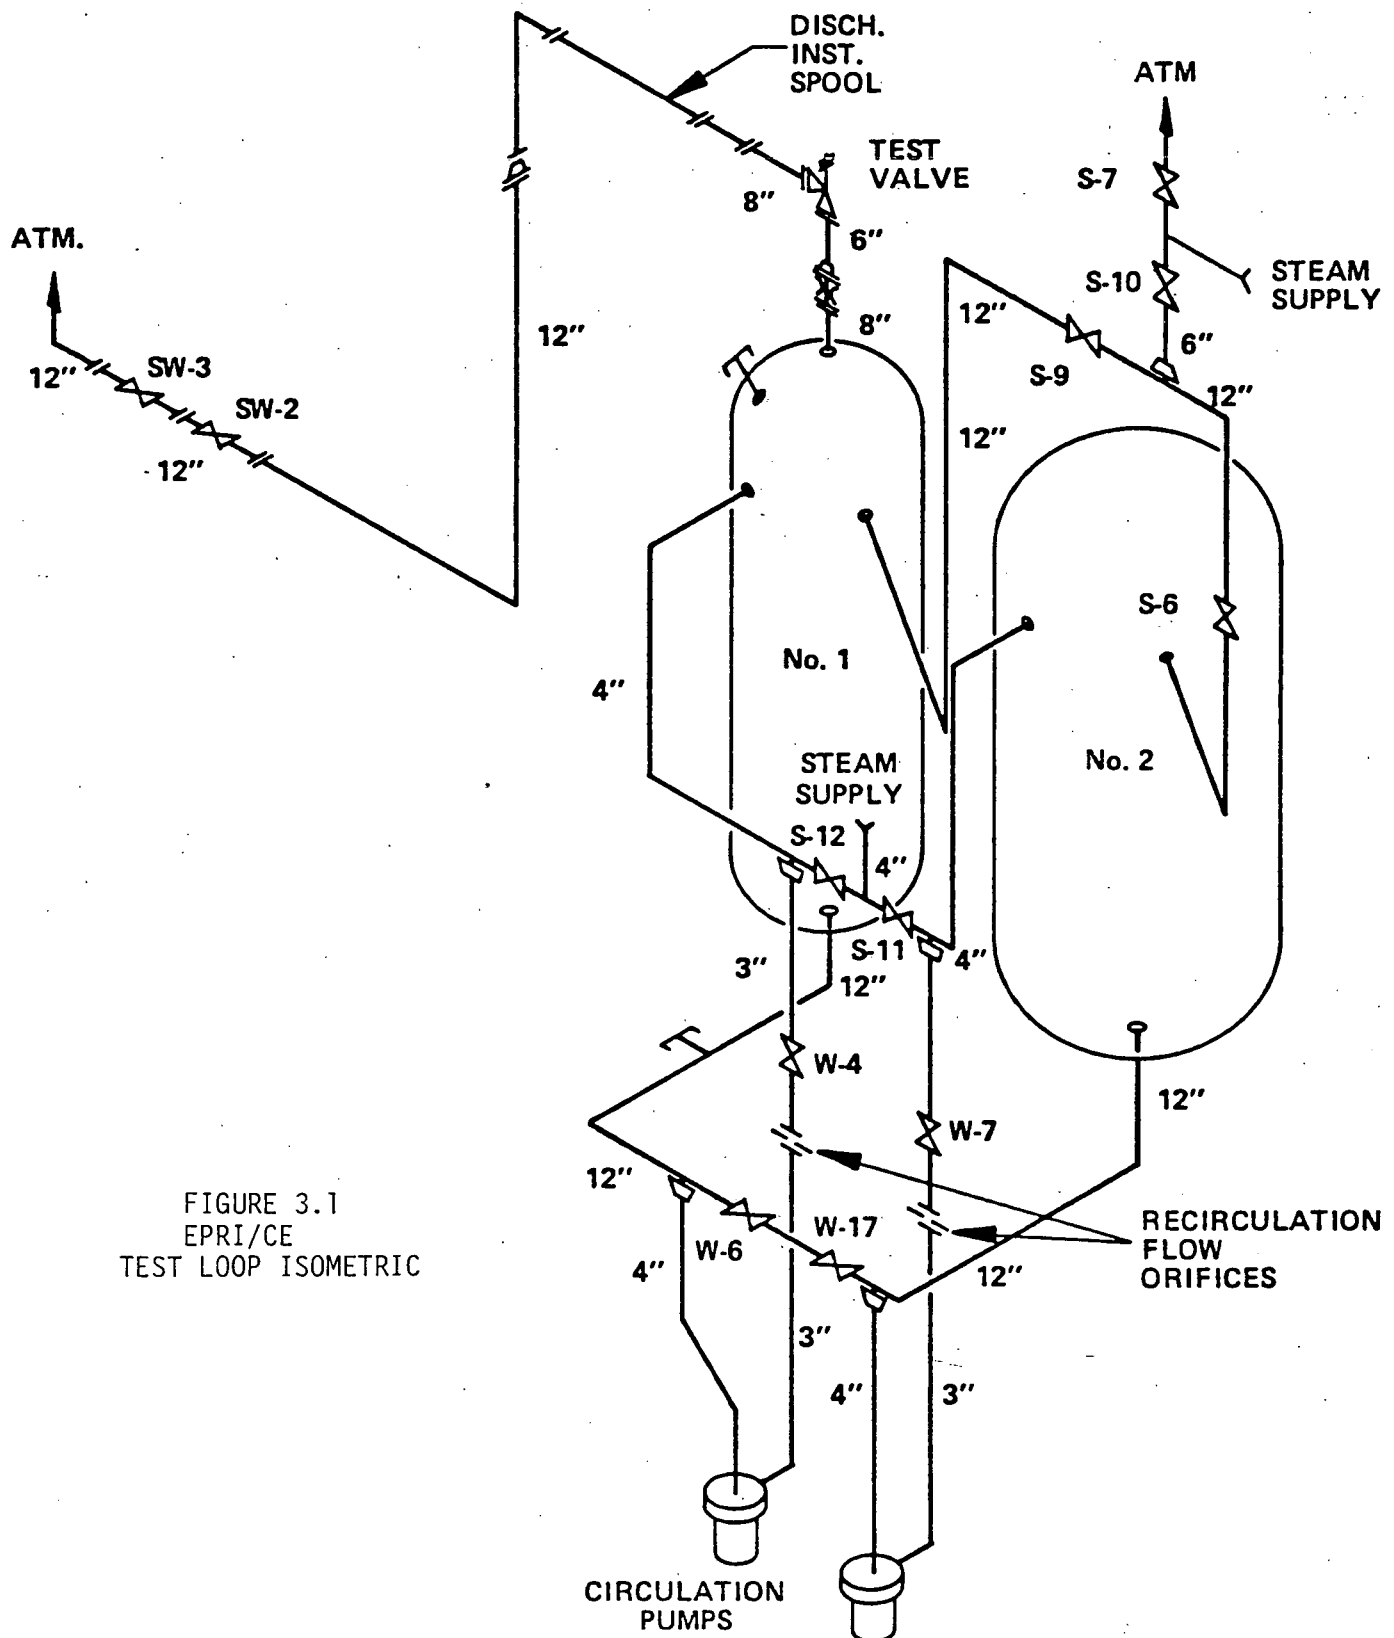 DISCH.
INST.
SPOOL
ATM
TEST
VALVE
S-7
8"
6"
ATM.
STEAM
SUPPLY
S-10
12"
8"
12"
6"
SW-3
12"
S-9
12"
SW-2
12"
12"
S-6
No. 1
4"
No. 2
STEAM
SUPPLY
S-12
4"
S-11
4"
3"
12"
W-4
12"
W-7
12"
FIGURE 3.1
EPRI/CE
TEST LOOP ISOMETRIC
RECIRCULATION
FLOW
ORIFICES
W-17
W-6
4"
12"
3"
4"
3"
CIRCULATION
PUMPS